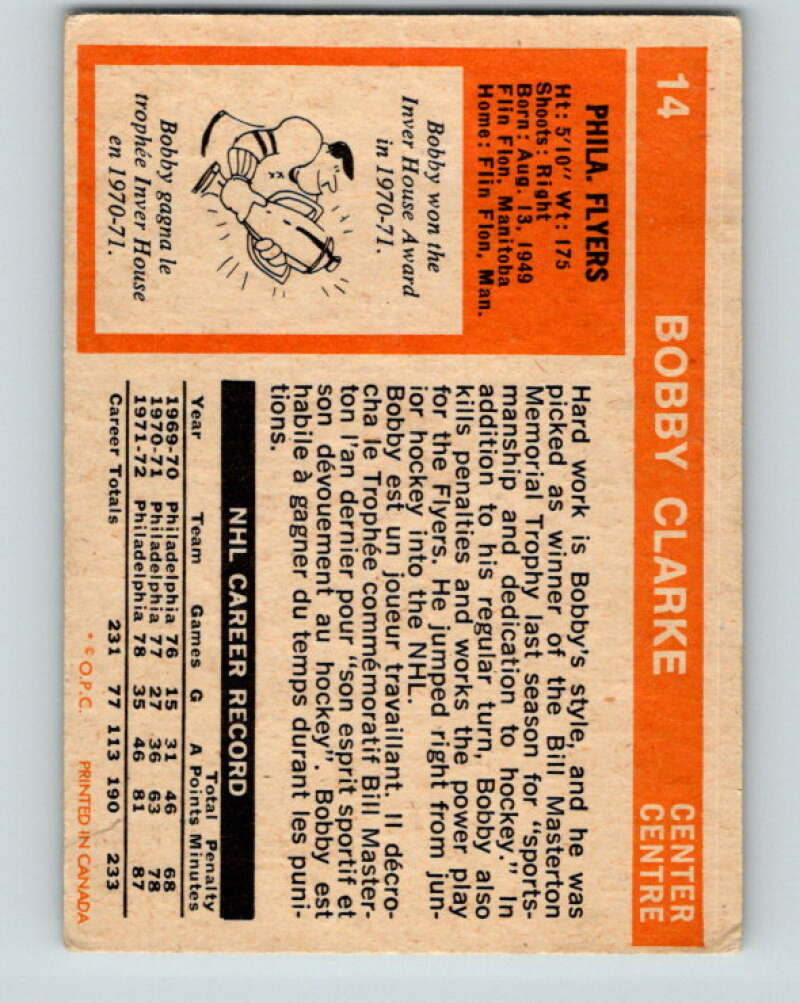 14 BOBBY CLARKE CENTER
CENTRE
PHILA. FLYERS
Ht: 5'10" Wt: 175
Shoots: Right
Born: Aug. 13, 1949
Flin Flon, Manitoba
Home: Flin Flon, Man.
Bobby won the
Inver House Award
in 1970-71.
Bobby gagna le
trophée Inver House
en 1970-71.
Hard work is Bobby's style, and he was
picked as winner of the Bill Masterton
Memorial Trophy last season for "sports-
manship and dedication to hockey." In
addition to his regular turn, Bobby also
kills penalties and works the power play
for the Flyers. He jumped right from jun-
ior hockey into the NHL.
Bobby est un joueur travaillant. Il décro-
cha le Trophée commémoratif Bill Master-
ton l'an dernier pour "son esprit sportif et
son dévouement au hockey". Bobby est
habile à gagner du temps durant les puni-
tions.
NHL CAREER RECORD
Total Penalty
Year Team Games G A Points Minutes
1969-70 Philadelphia 76 15 31 46 68
1970-71 Philadelphia 77 27 36 63 78
1971-72 Philadelphia 78 35 46 81 87
Career Totals 231 77 113 190 233
* © O.P.C. PRINTED IN CANADA